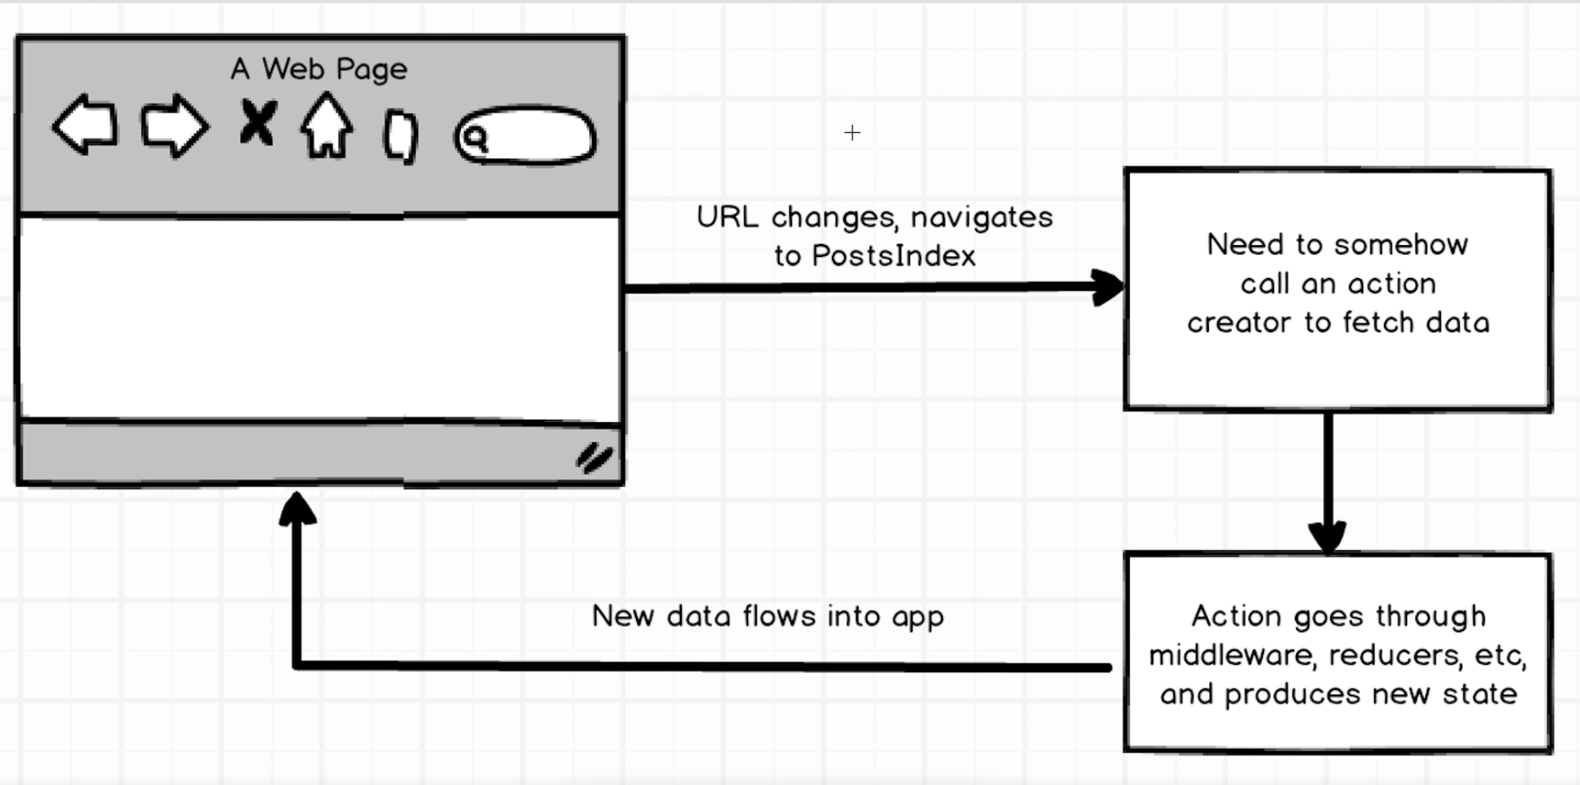 A Web Page
URL changes, navigates
to PostsIndex
Need to somehow
call an action
creator to fetch data
Action goes through
middleware, reducers, etc,
and produces new state
New data flows into app